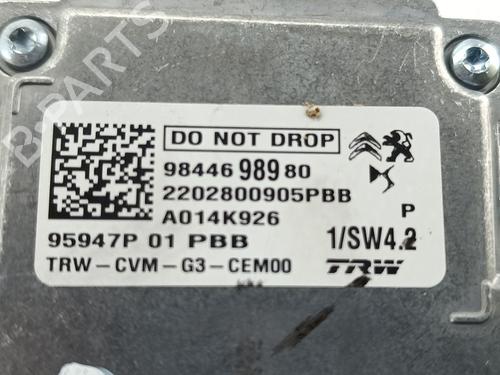 DO NOT DROP
98446 989 80
2202800905PBB
A014K926
P
95947P 01 PBB
1/SW4.2
TRW-CVM-G3-CEM00
TRW
B-PARTS